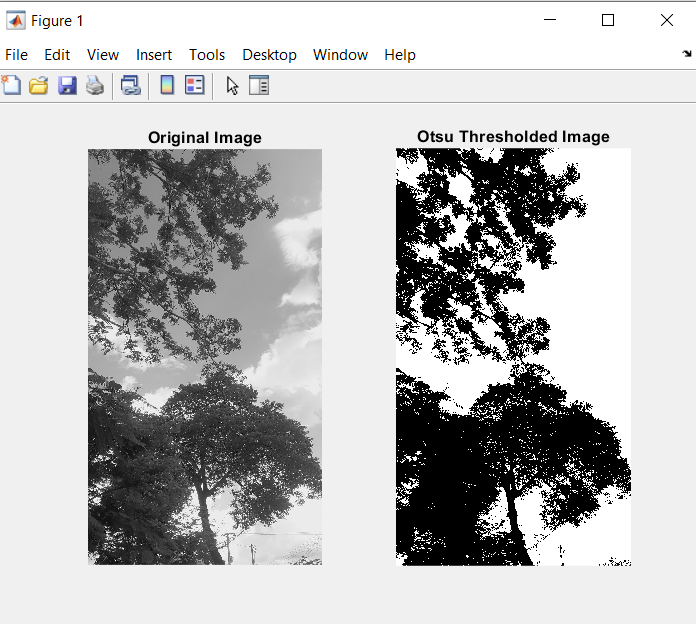 Figure 1
File Edit View Insert Tools Desktop Window Help
Original Image
Otsu Thresholded Image